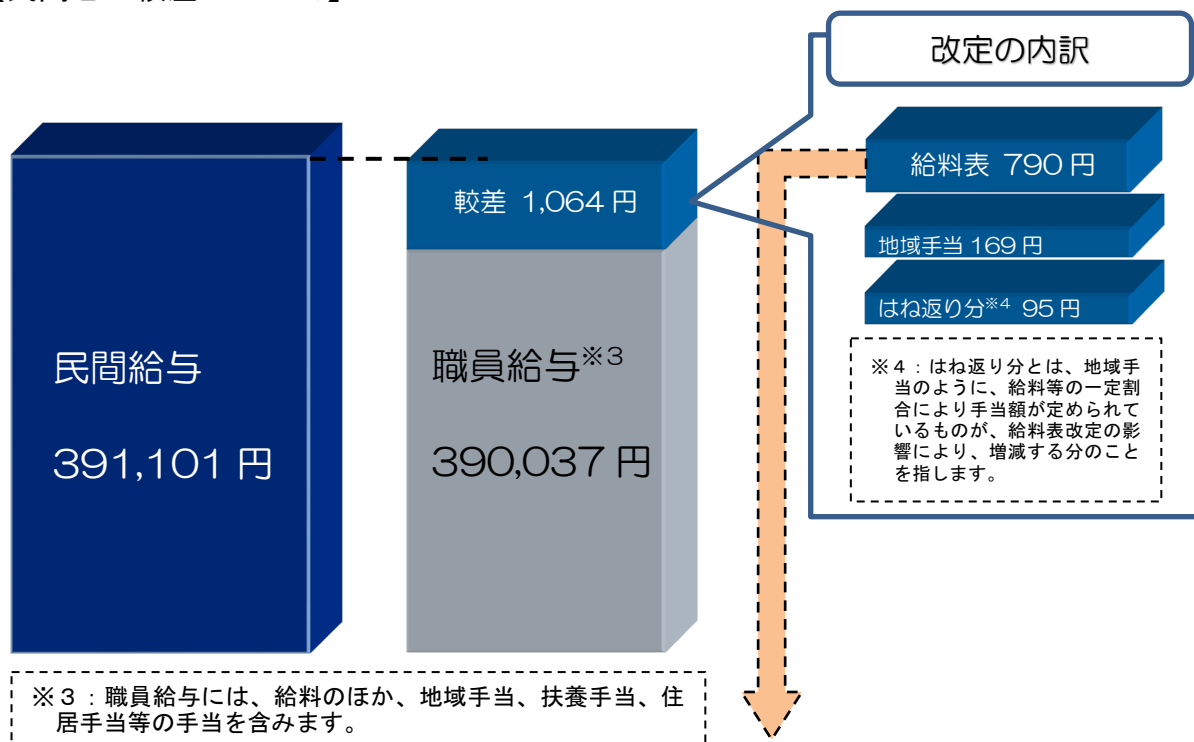 改定の内訳
較差 1,064 円
給料表 790 円
地域手当 169 円
はね返り分※4 95 円
民間給与
391,101 円
職員給与※3
390,037 円
※4：はね返り分とは、地域手
当のように、給料等の一定割
合により手当額が定められて
いるものが、給料表改定の影
響により、増減する分のこと
を指します。
※3：職員給与には、給料のほか、地域手当、扶養手当、住
居手当等の手当を含みます。